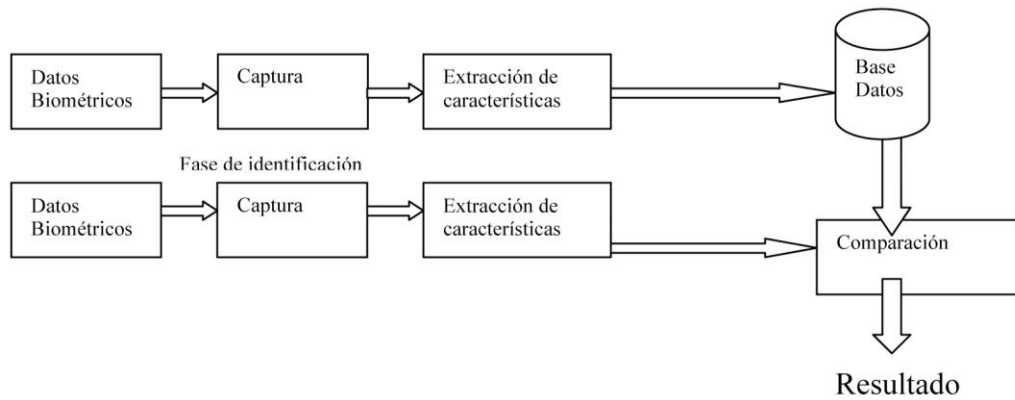 Datos
Biométricos
Captura
Extracción de
características
Base
Datos
Fase de identificación
Datos
Biométricos
Captura
Extracción de
características
Comparación
Resultado